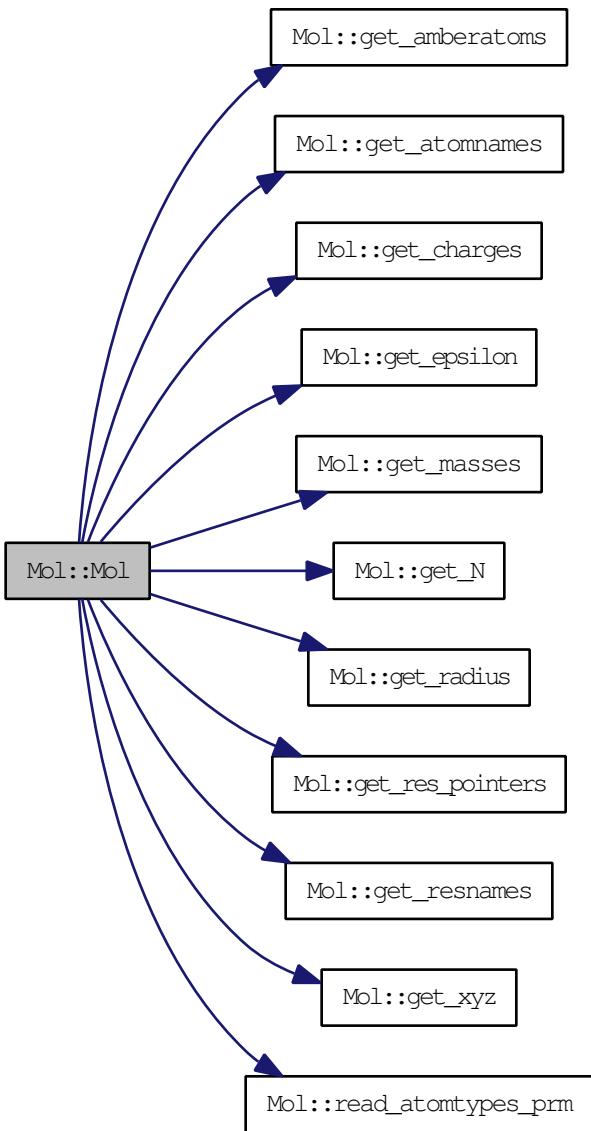 Mol::get_amberatoms
Mol::get_atomnames
Mol::get_charges
Mol::get_epsilon
Mol::get_masses
Mol::Mol
Mol::get_N
Mol::get_radius
Mol::get_res_pointers
Mol::get_resnames
Mol::get_xyz
Mol::read_atomtypes_prm